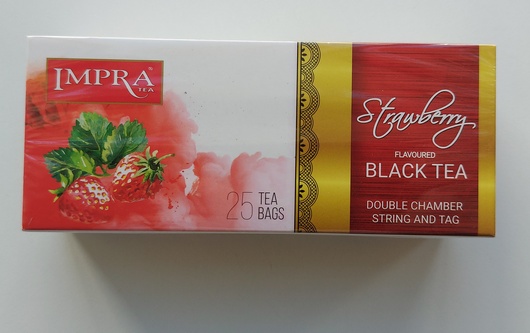 IMPRA
TEA
25 TEA
BAGS
Strawberry
FLAVOURED
BLACK TEA
DOUBLE CHAMBER
STRING AND TAG